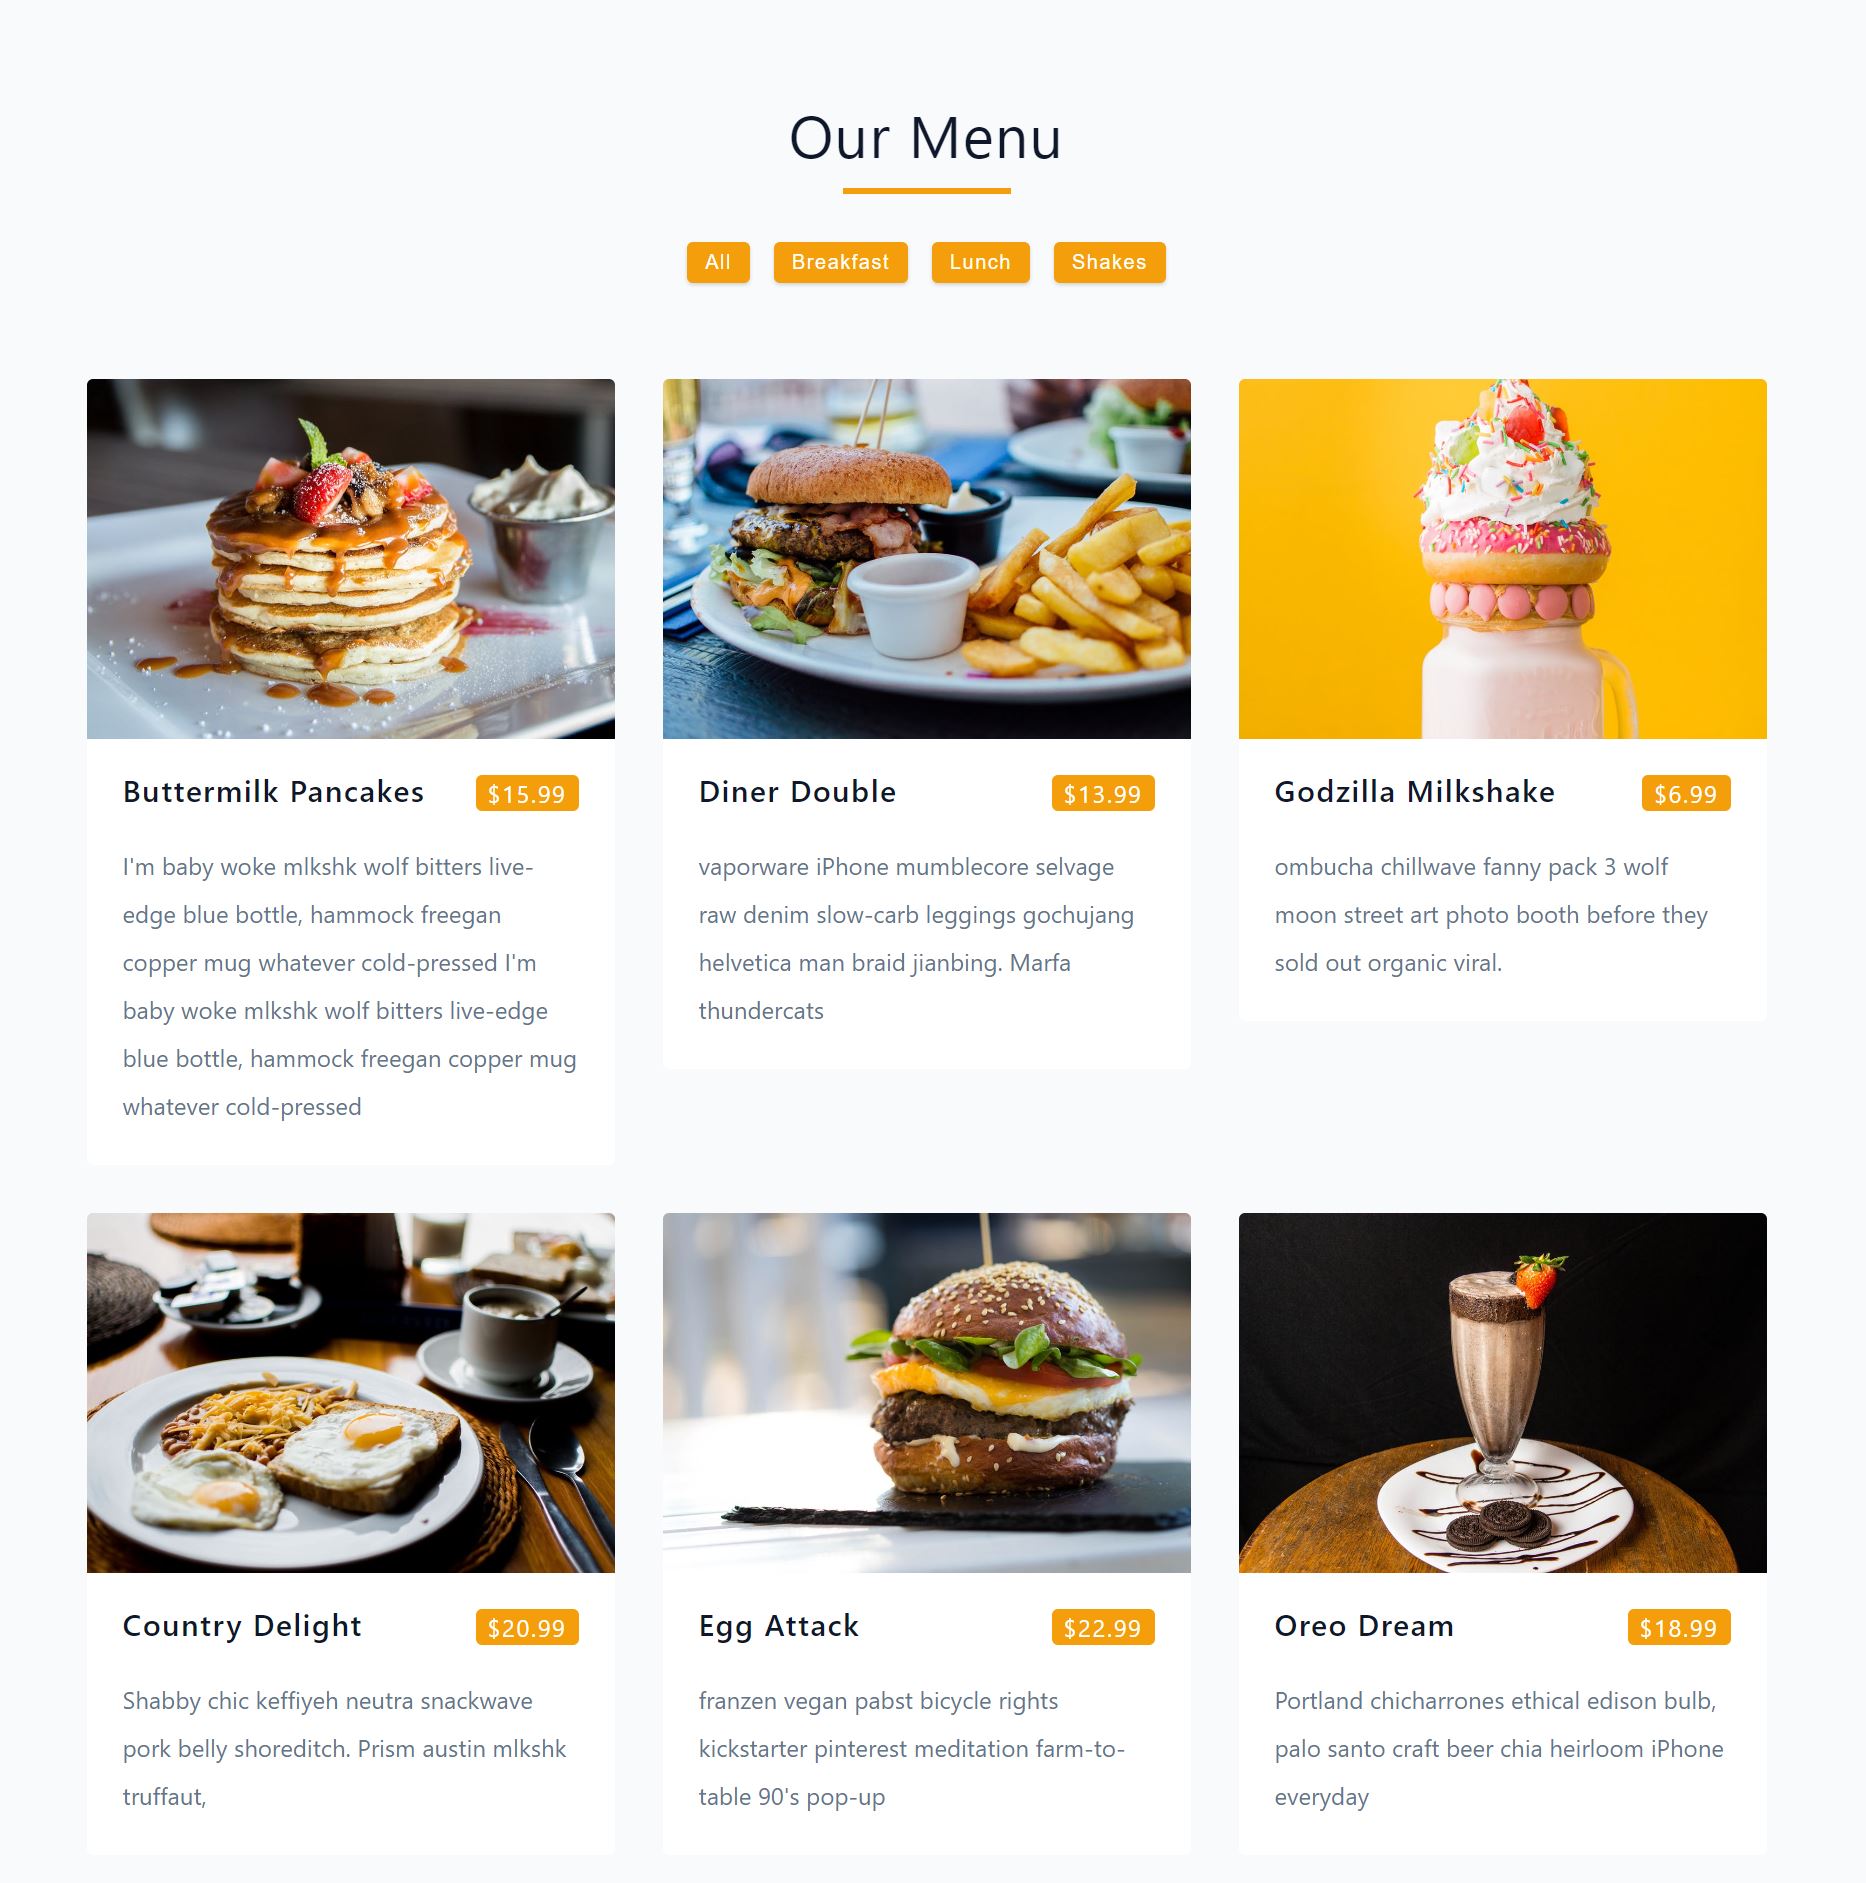 Our Menu
All
Breakfast
Lunch
Shakes
Buttermilk Pancakes
$15.99
I'm baby woke mlkshk wolf bitters live-
edge blue bottle, hammock freegan
copper mug whatever cold-pressed I'm
baby woke mlkshk wolf bitters live-edge
blue bottle, hammock freegan copper mug
whatever cold-pressed
Diner Double
$13.99
vaporware iPhone mumblecore selvage
raw denim slow-carb leggings gochujang
helvetica man braid jianbing. Marfa
thundercats
Godzilla Milkshake
$6.99
ombucha chillwave fanny pack 3 wolf
moon street art photo booth before they
sold out organic viral.
Country Delight
$20.99
Shabby chic keffiyeh neutra snackwave
pork belly shoreditch. Prism austin mlkshk
truffaut,
Egg Attack
$22.99
franzen vegan pabst bicycle rights
kickstarter pinterest meditation farm-to-
table 90's pop-up
Oreo Dream
$18.99
Portland chicharrones ethical edison bulb,
palo santo craft beer chia heirloom iPhone
everyday